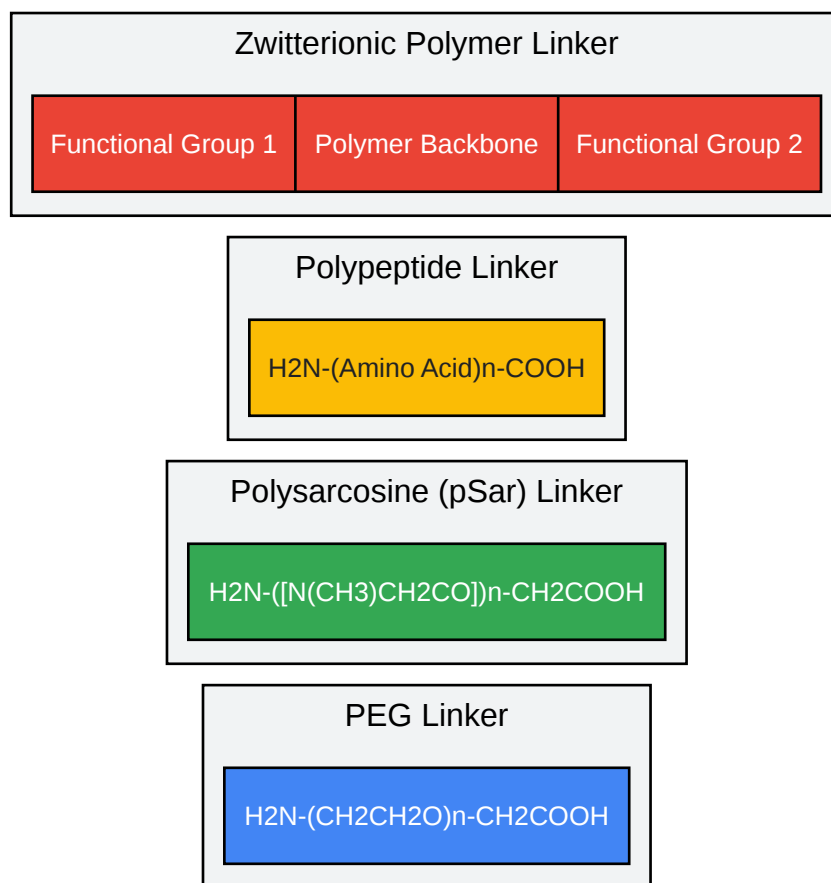 Zwitterionic Polymer Linker
Functional Group 1 Polymer Backbone Functional Group 2
Polypeptide Linker
H2N-(Amino Acid)n-COOH
Polysarcosine (pSar) Linker
H2N-([N(CH3)CH2CO])n-CH2COOH
PEG Linker
H2N-(CH2CH2O)n-CH2COOH